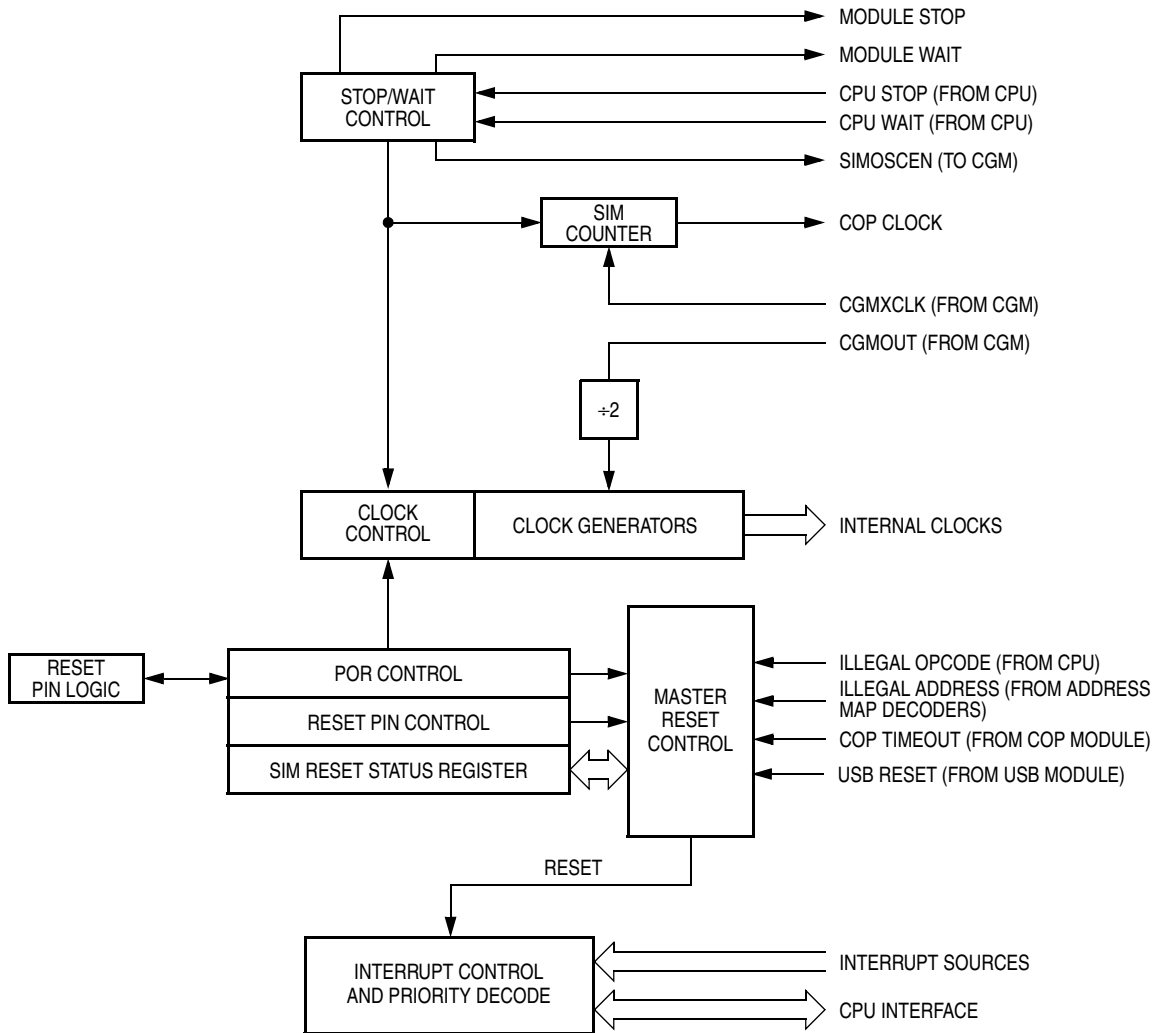 MODULE STOP
MODULE WAIT
STOP/WAIT
CONTROL
CPU STOP (FROM CPU)
CPU WAIT (FROM CPU)
SIMOSCEN (TO CGM)
SIM
COUNTER
COP CLOCK
CGMXCLK (FROM CGM)
CGMOUT (FROM CGM)
÷2
CLOCK
CONTROL
CLOCK GENERATORS
INTERNAL CLOCKS
RESET
PIN LOGIC
POR CONTROL
RESET PIN CONTROL
SIM RESET STATUS REGISTER
MASTER
RESET
CONTROL
ILLEGAL OPCODE (FROM CPU)
ILLEGAL ADDRESS (FROM ADDRESS
MAP DECODERS)
COP TIMEOUT (FROM COP MODULE)
USB RESET (FROM USB MODULE)
RESET
INTERRUPT CONTROL
AND PRIORITY DECODE
INTERRUPT SOURCES
CPU INTERFACE